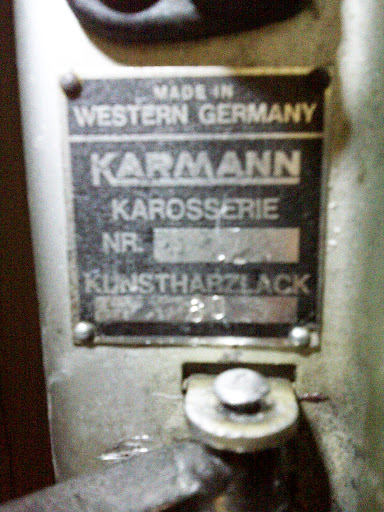 MADE IN
WESTERN GERMANY
KARMANN
KAROSSERIE
NR.
KUNSTHARZLACK